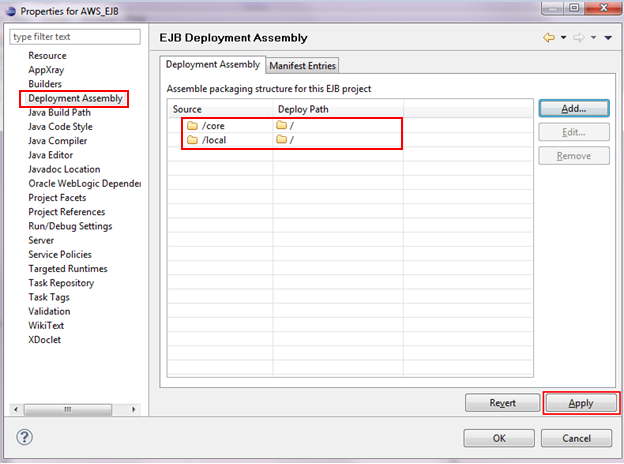 Properties for AWS_EJB
type filter text
EJB Deployment Assembly
Resource
AppXray
Builders
Deployment Assembly
Java Build Path
Java Code Style
Java Compiler
Java Editor
Javadoc Location
Oracle WebLogic Dependen
Project Facets
Project References
Run/Debug Settings
Server
Service Policies
Targeted Runtimes
Task Repository
Task Tags
Validation
WikiText
XDoclet
Deployment Assembly
Manifest Entries
Assemble packaging structure for this EJB project
Source Deploy Path
/core /
/local /
Add...
Edit...
Remove
Revert
Apply
?
OK
Cancel